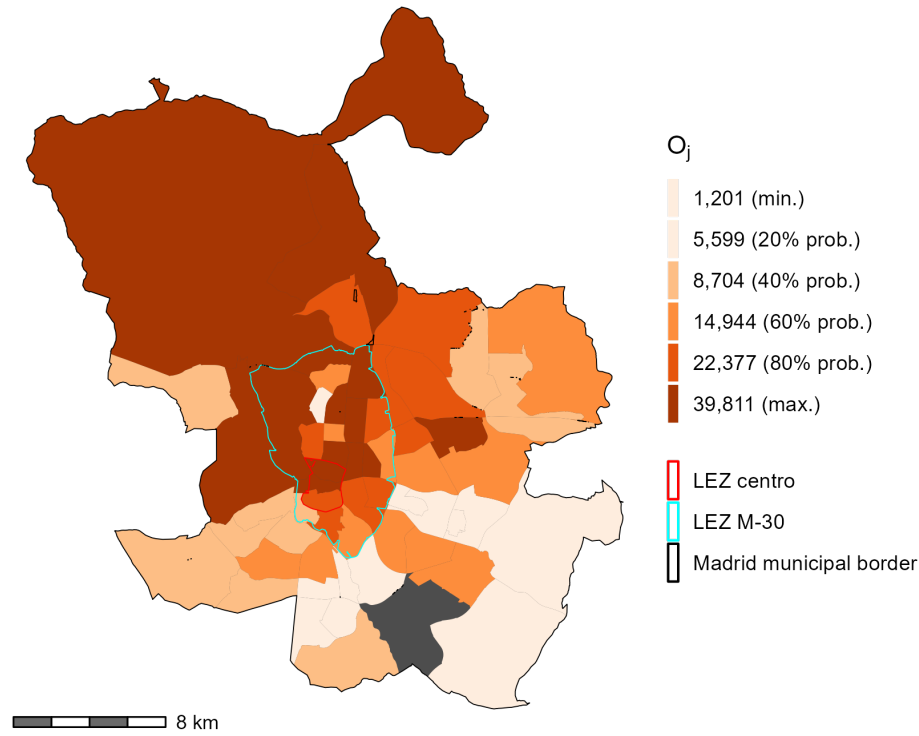 Oj
1,201 (min.)
5,599 (20% prob.)
8,704 (40% prob.)
14,944 (60% prob.)
22,377 (80% prob.)
39,811 (max.)
LEZ centro
LEZ M-30
Madrid municipal border
8 km